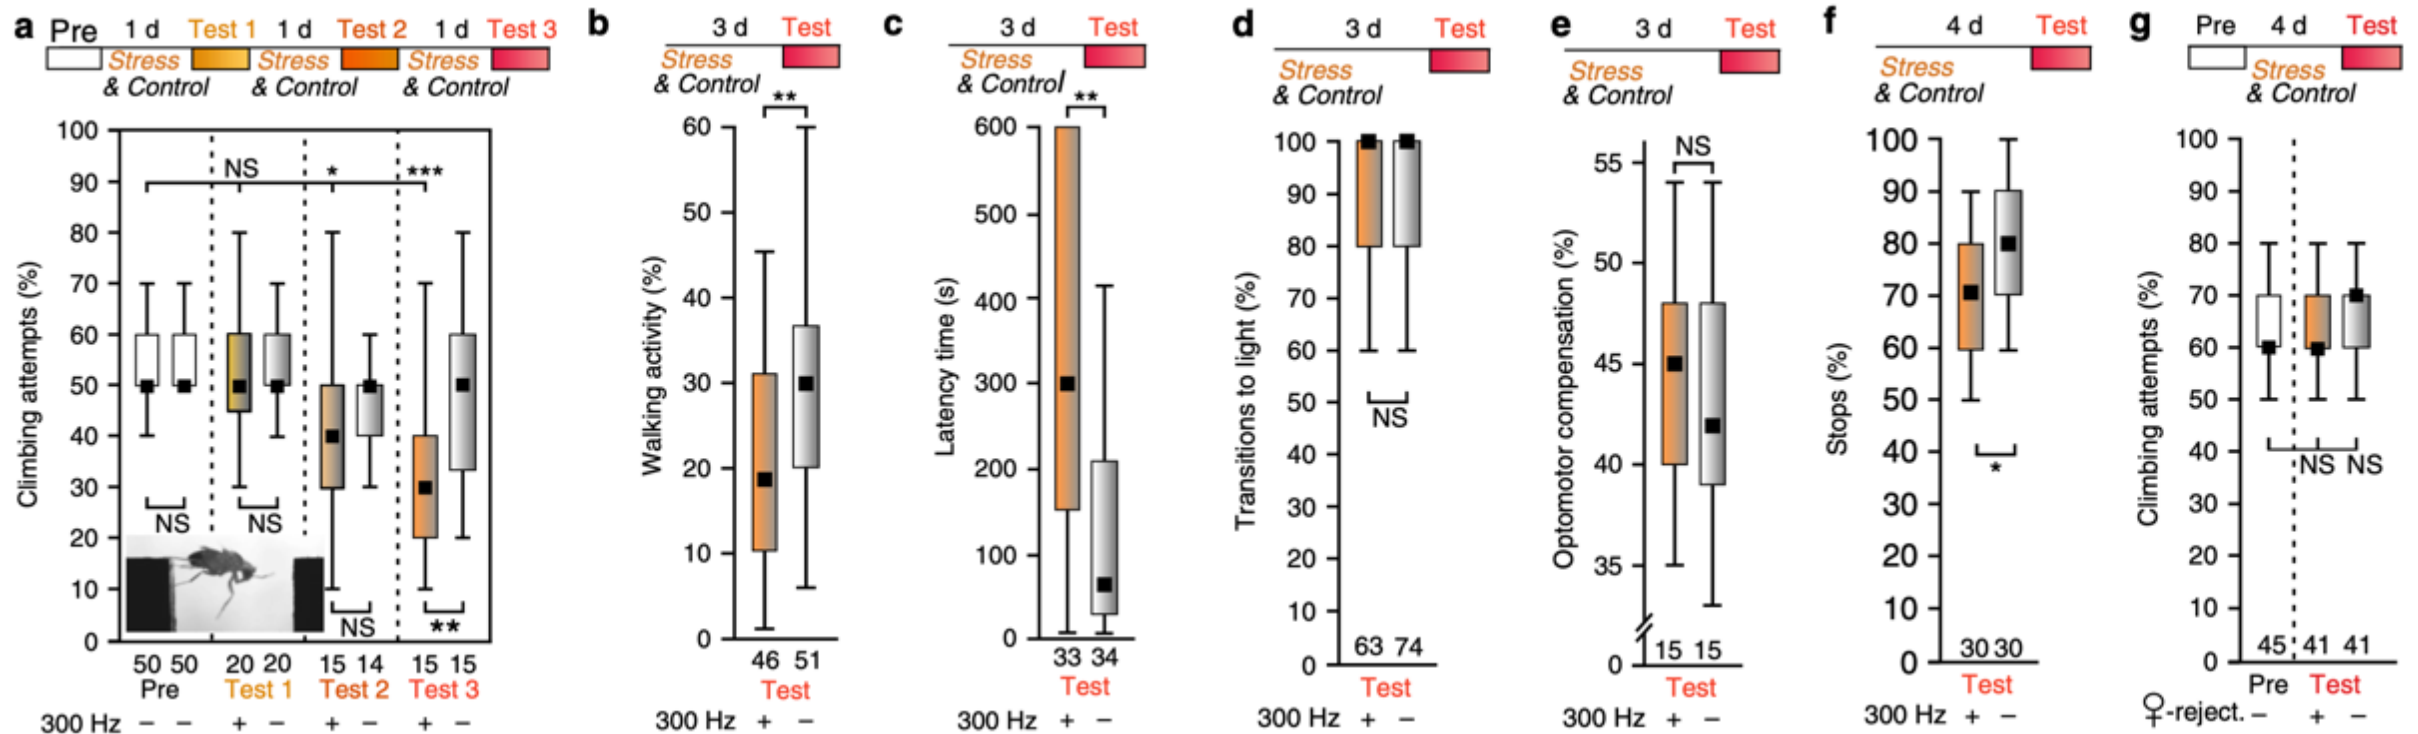 a
Pre 1 d Test 1 1 d Test 2 1 d Test 3
Stress Stress Stress
& Control & Control & Control
Climbing attempts (%)
100
90
80
70
60
50
40
30
20
10
0
NS * ***
NS NS NS **
50 50 20 20 15 14 15 15
Pre Test 1 Test 2 Test 3
300 Hz – – + – + – + –
b
3 d Test
Stress
& Control
**
Walking activity (%)
60
50
40
30
20
10
0
46 51
Test
300 Hz + –
c
3 d Test
Stress
& Control
**
Latency time (s)
600
500
400
300
200
100
0
33 34
Test
300 Hz + –
d
3 d Test
Stress
& Control
Transitions to light (%)
100
90
80
70
60
50
40
30
20
10
0
NS
63 74
Test
300 Hz + –
e
3 d Test
Stress
& Control
NS
Optomotor compensation (%)
55
50
45
40
35
0
15 15
Test
300 Hz + –
f
4 d Test
Stress
& Control
Stops (%)
100
90
80
70
60
50
40
30
20
10
0
*
30 30
Test
300 Hz + –
g
Pre 4 d Test
Stress
& Control
Climbing attempts (%)
100
90
80
70
60
50
40
30
20
10
0
NS NS
45 41 41
Pre Test
♀-reject. – + –